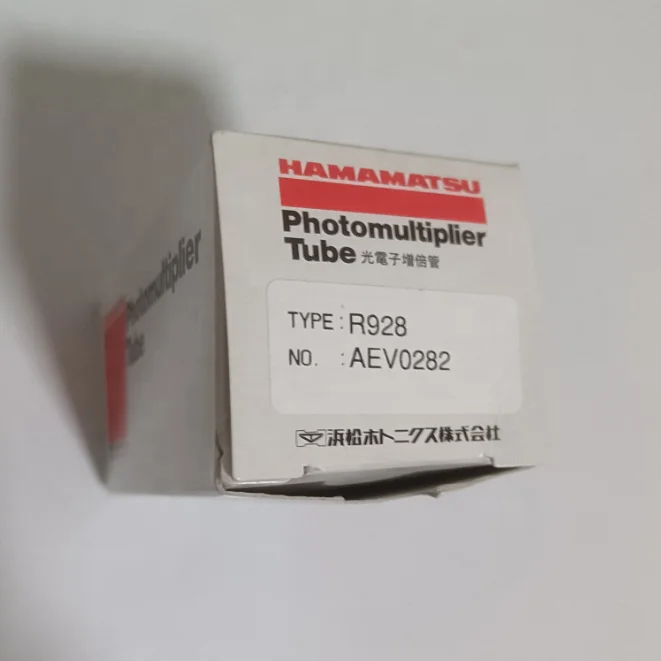 HAMAMATSU
Photomultiplier
Tube 光電子増倍管
TYPE : R928
NO. : AEV0282
浜松ホトニクス株式会社
Photomultiplier
Tube